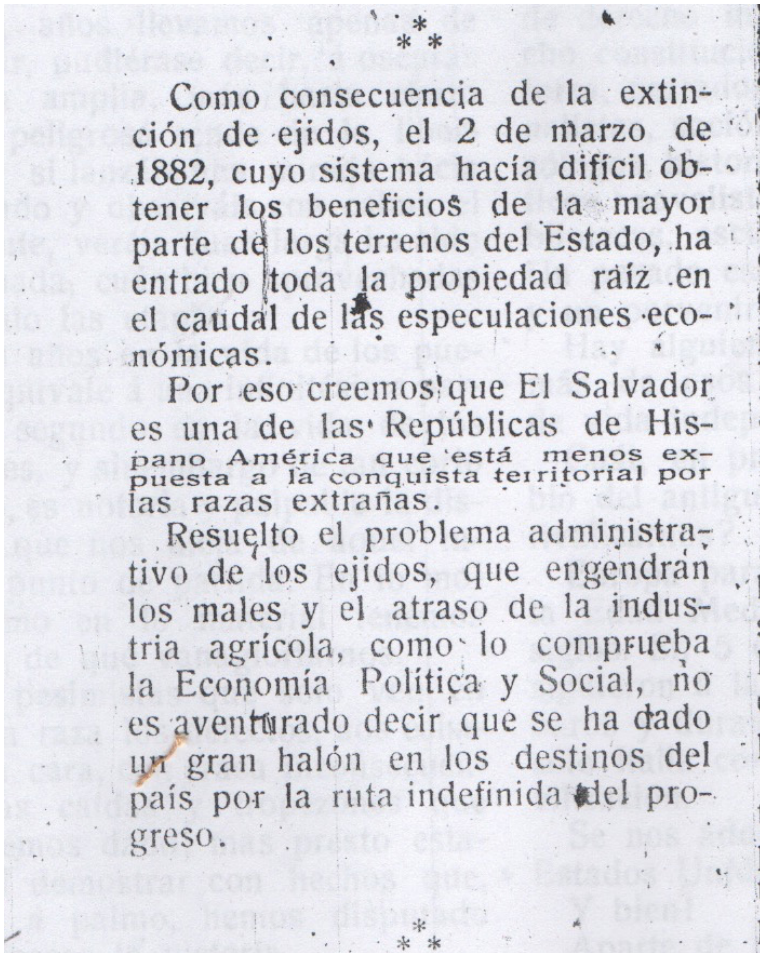 *
* *
Como consecuencia de la extin-
ción de ejidos, el 2 de marzo de
1882, cuyo sistema hacía difícil ob-
tener los beneficios de la mayor
parte de los terrenos del Estado, ha
entrado toda la propiedad raíz en
el caudal de las especulaciones eco-
nómicas.
Por eso creemos que El Salvador
es una de las Repúblicas de His-
pano América que está menos ex-
puesta a la conquista territorial por
las razas extrañas.
Resuelto el problema administra-
tivo de los ejidos, que engendran
los males y el atraso de la indus-
tria agrícola, como lo comprueba
la Economía Política y Social, no
es aventurado decir que se ha dado
un gran halón en los destinos del
país por la ruta indefinida del pro-
greso.
*
* *